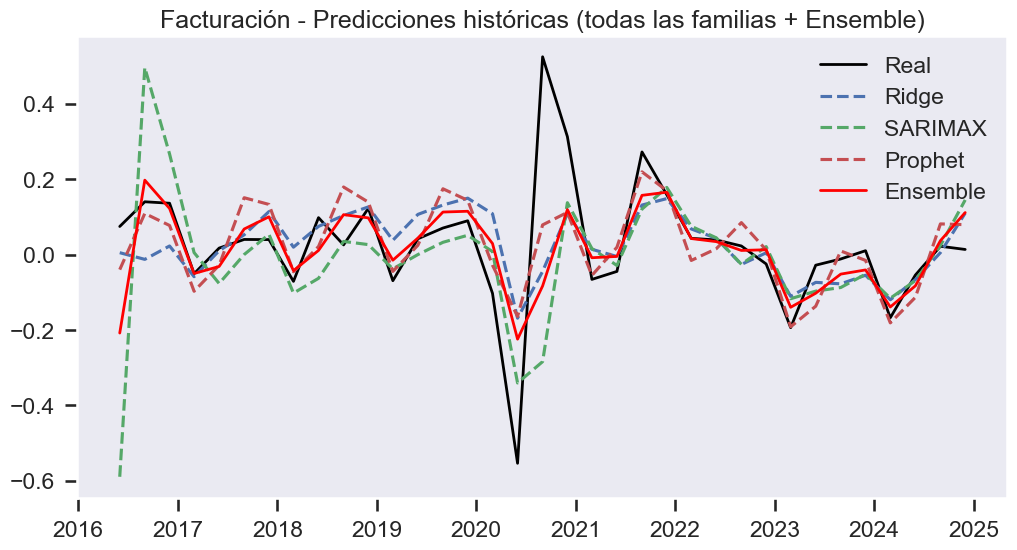 Facturación - Predicciones históricas (todas las familias + Ensemble)
Real
Ridge
SARIMAX
Prophet
Ensemble
0.4
0.2
0.0
−0.2
−0.4
−0.6
2016 2017 2018 2019 2020 2021 2022 2023 2024 2025